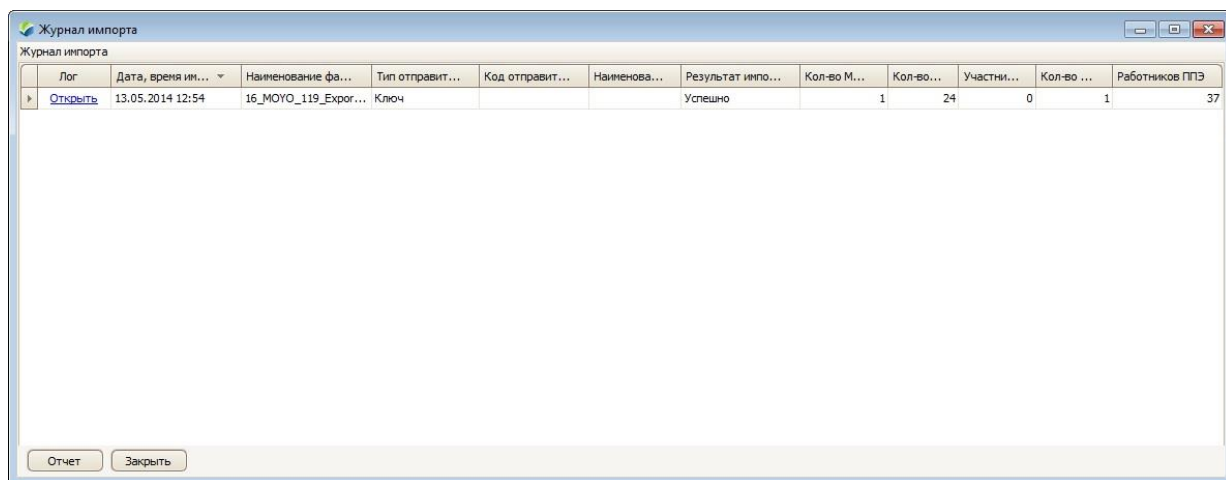 Журнал импорта
Журнал импорта
Лог Дата, время им... Наименование фа... Тип отправит... Код отправит... Наименова... Результат импо... Кол-во М... Кол-во... Участни... Кол-во ... Работников ППЭ
Открыть 13.05.2014 12:54 16_MOYO_119_Expor... Ключ Успешно 1 24 0 1 37
Отчет Закрыть